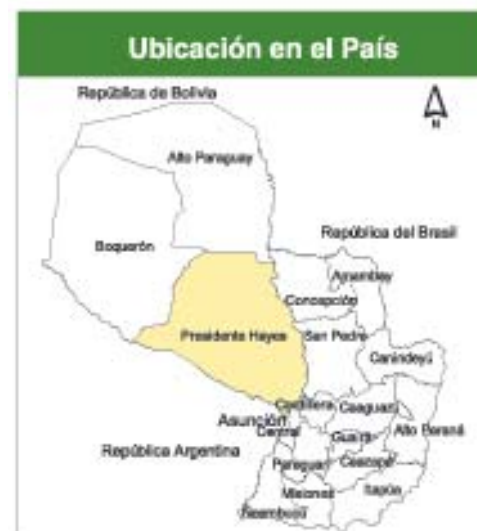 Ubicación en el País
República de Bolivia
N
Alto Paraguay
República del Brasil
Boquerón
Amambay
Concepción
Presidente Hayes
San Pedro
Canindeyú
Cordillera
Caaguazú
Asunción
Central
Guairá
Alto Paraná
República Argentina
Paraguarí
Caazapá
Misiones
Itapúa
Ñeembucú